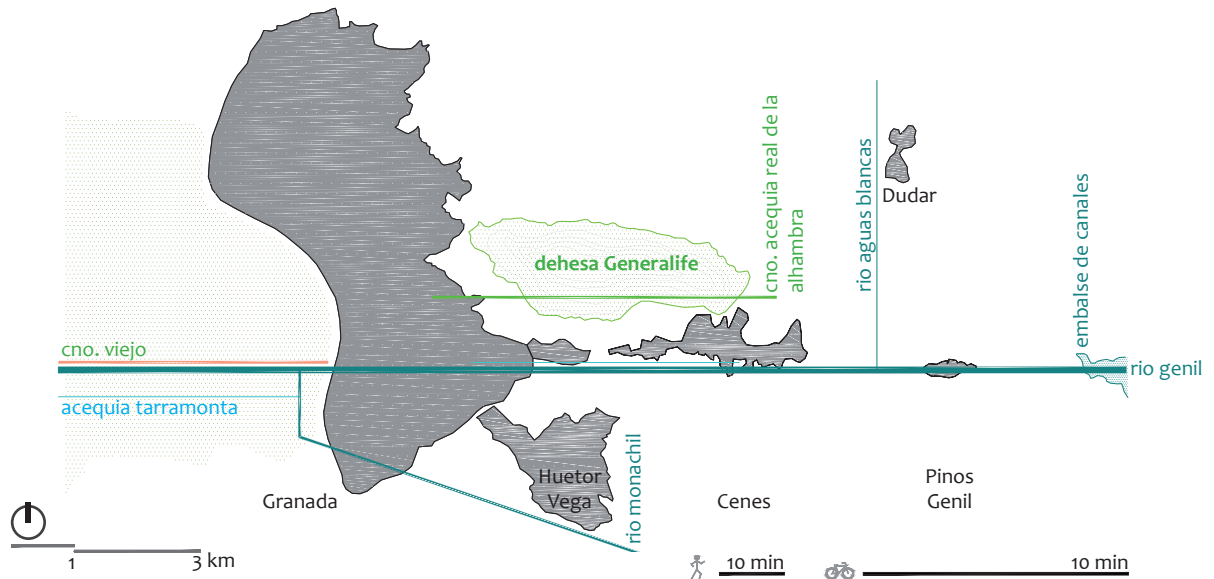 cno. acequia real de la
alhambra
rio aguas blancas
Dudar
dehesa Generalife
embalse de canales
cno. viejo
rio genil
acequia tarramonta
rio monachil
Huetor
Vega
Granada
Cenes
Pinos
Genil
1
3 km
10 min
10 min